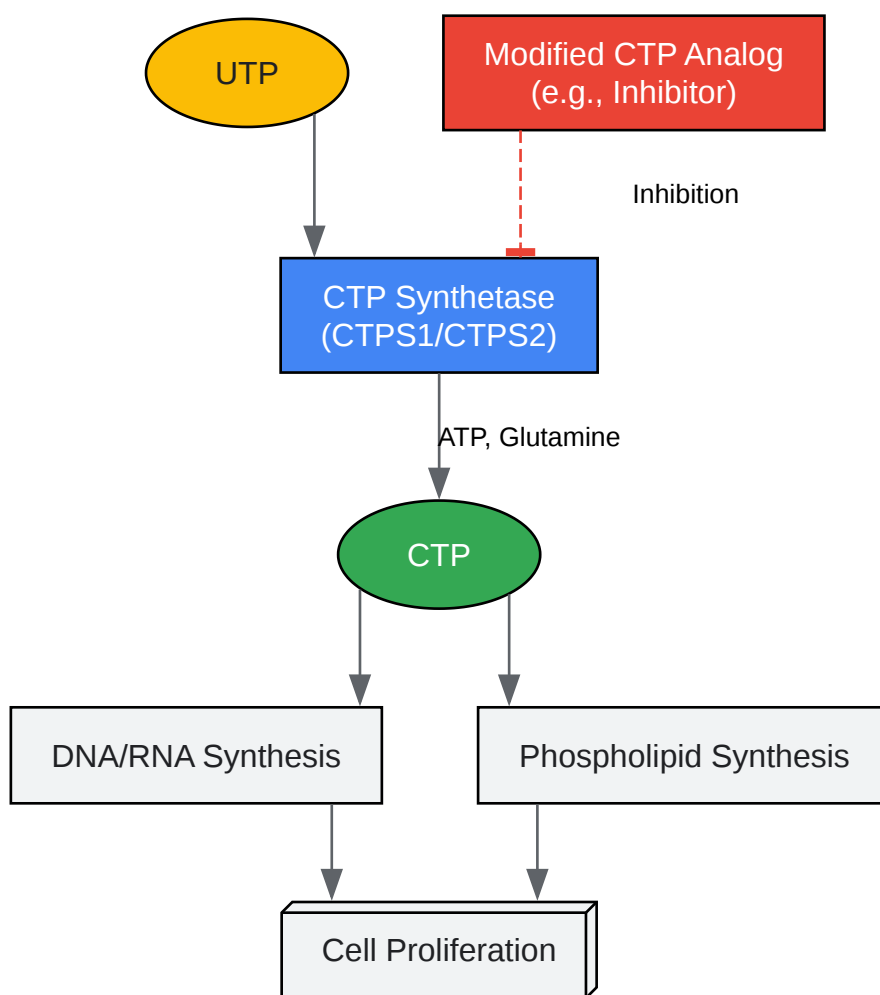 UTP
Modified CTP Analog
(e.g., Inhibitor)
Inhibition
CTP Synthetase
(CTPS1/CTPS2)
ATP, Glutamine
CTP
DNA/RNA Synthesis
Phospholipid Synthesis
Cell Proliferation